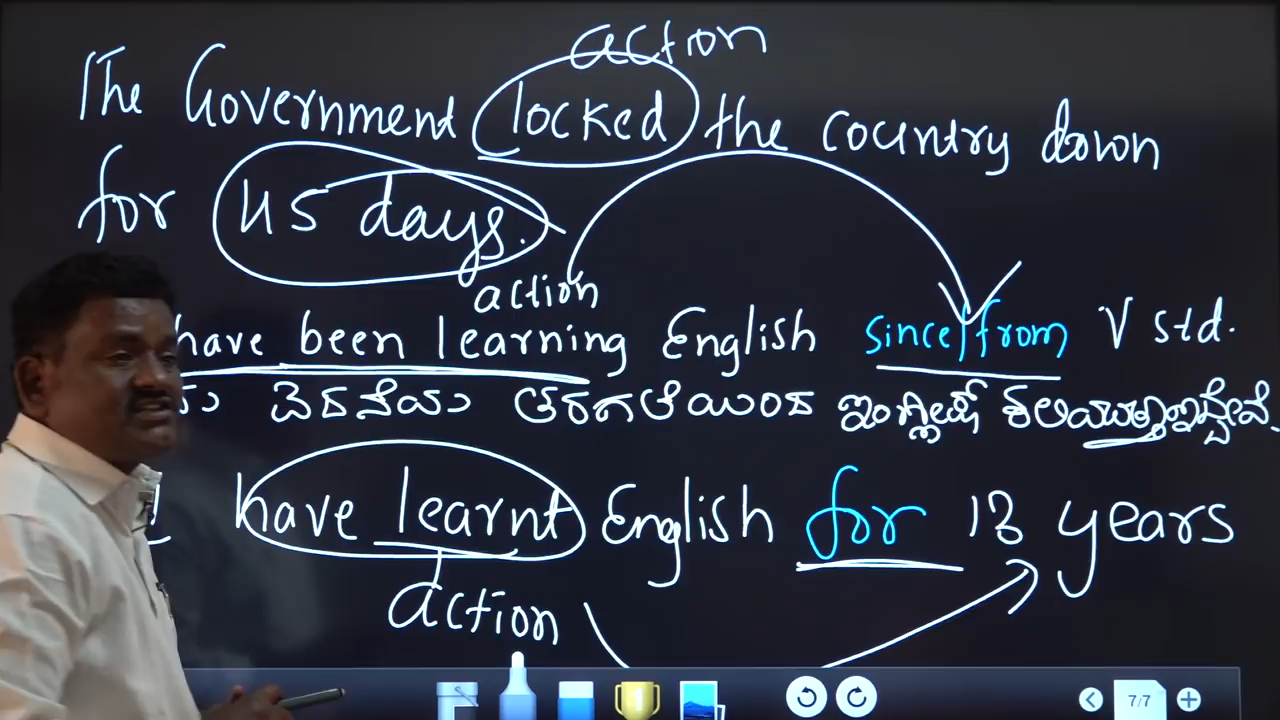 action
The Government locked the country down
for 45 days.
action
have been learning English since/from V std.
ಐದನೆಯ ತರಗತಿಯಿಂದ ಇಂಗ್ಲೀಷ್ ಕಲಿಯುತ್ತಾಇದ್ದೇವೆ.
have learnt English for 13 years
action
7/7